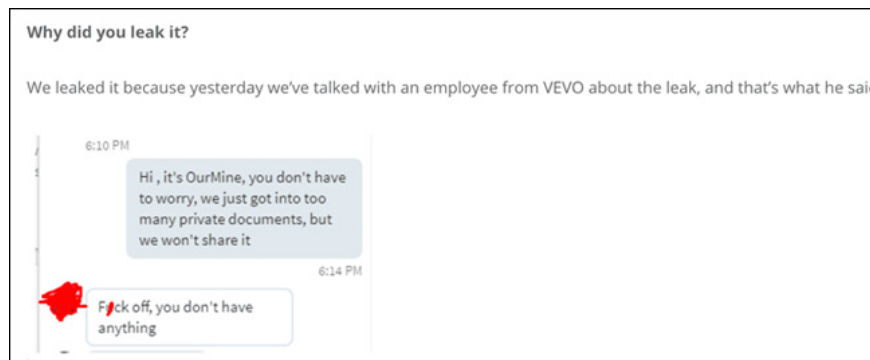 Why did you leak it?
We leaked it because yesterday we've talked with an employee from VEVO about the leak, and that's what he sai
6:10 PM
Hi , it's OurMine, you don't have
to worry, we just got into too
many private documents, but
we won't share it
6:14 PM
Fuck off, you don't have
anything